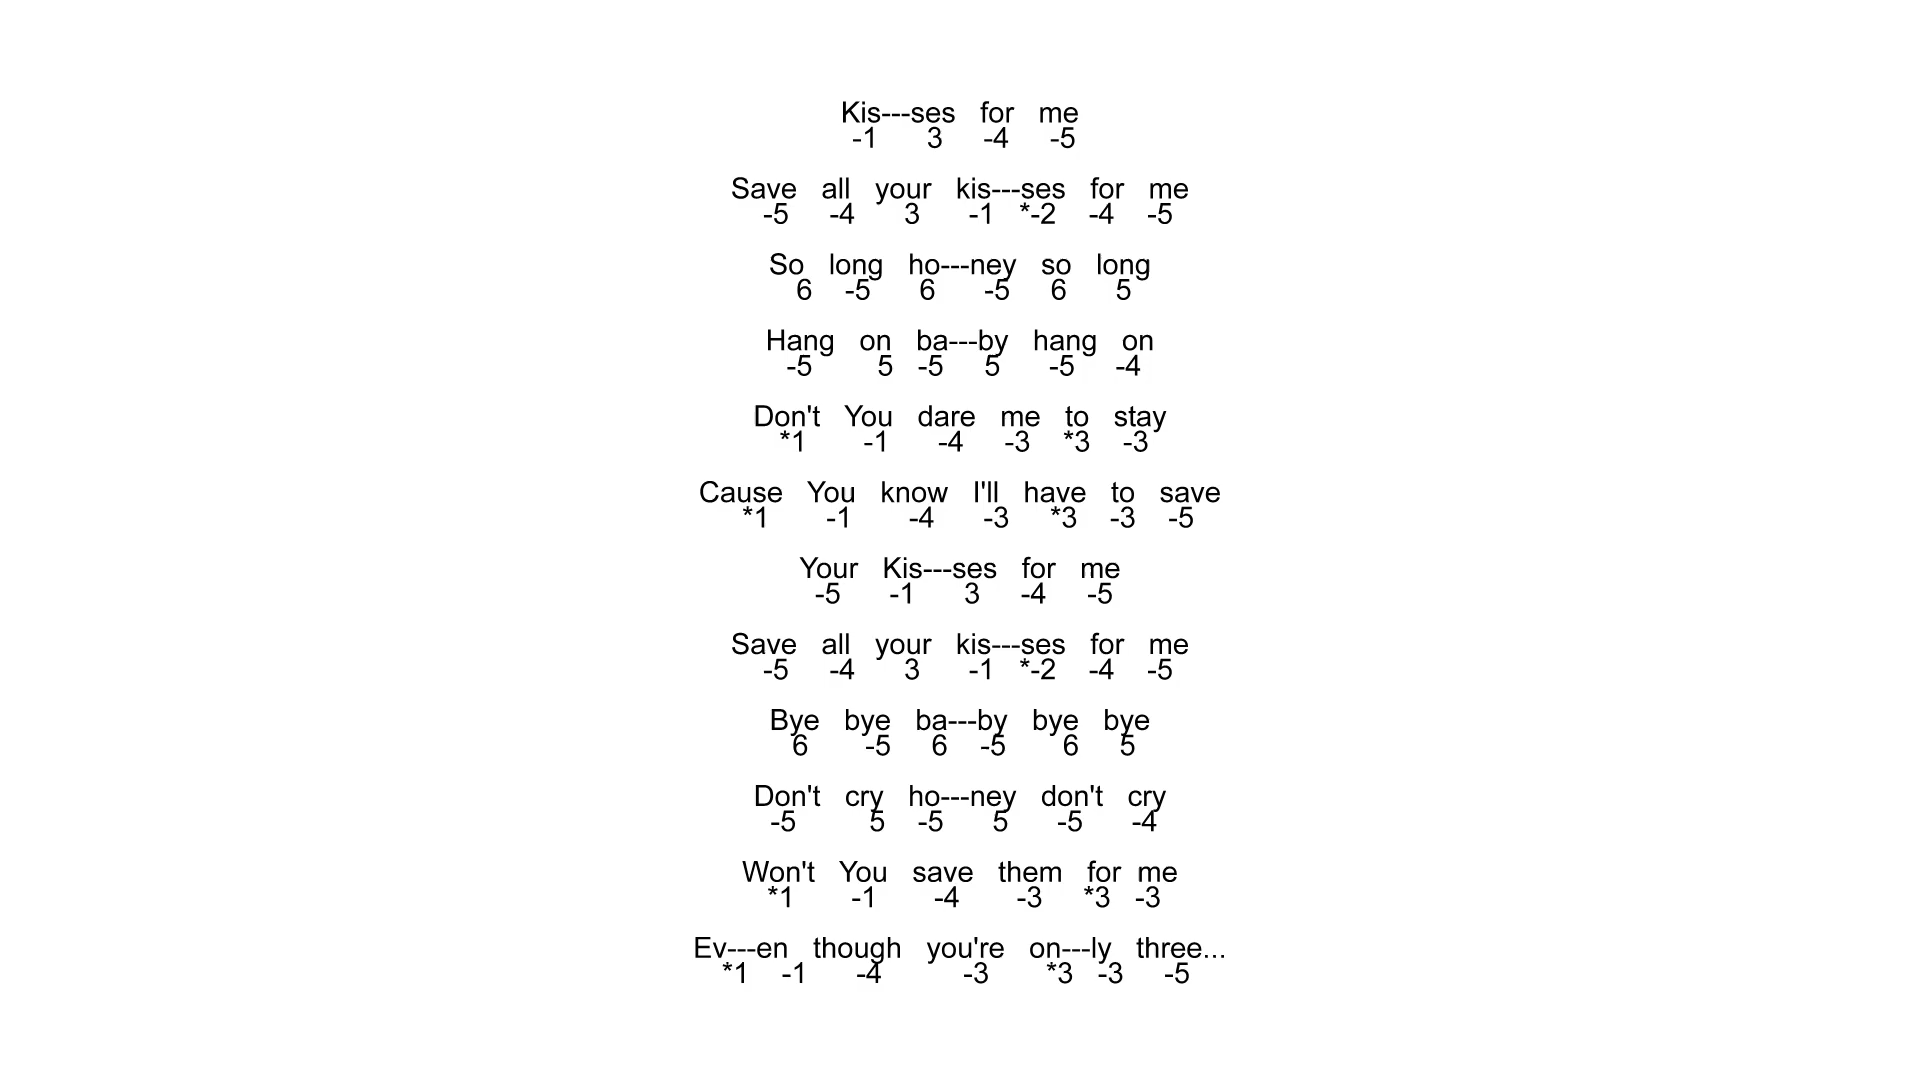 Kis---ses for me
-1 3 -4 -5
Save all your kis---ses for me
-5 -4 3 -1 *-2 -4 -5
So long ho---ney so long
6 -5 6 -5 6 5
Hang on ba---by hang on
-5 5 -5 5 -5 -4
Don't You dare me to stay
*1 -1 -4 -3 *3 -3
Cause You know I'll have to save
*1 -1 -4 -3 *3 -3 -5
Your Kis---ses for me
-5 -1 3 -4 -5
Save all your kis---ses for me
-5 -4 3 -1 *-2 -4 -5
Bye bye ba---by bye bye
6 -5 6 -5 6 5
Don't cry ho---ney don't cry
-5 5 -5 5 -5 -4
Won't You save them for me
*1 -1 -4 -3 *3 -3
Ev---en though you're on---ly three...
*1 -1 -4 -3 *3 -3 -5